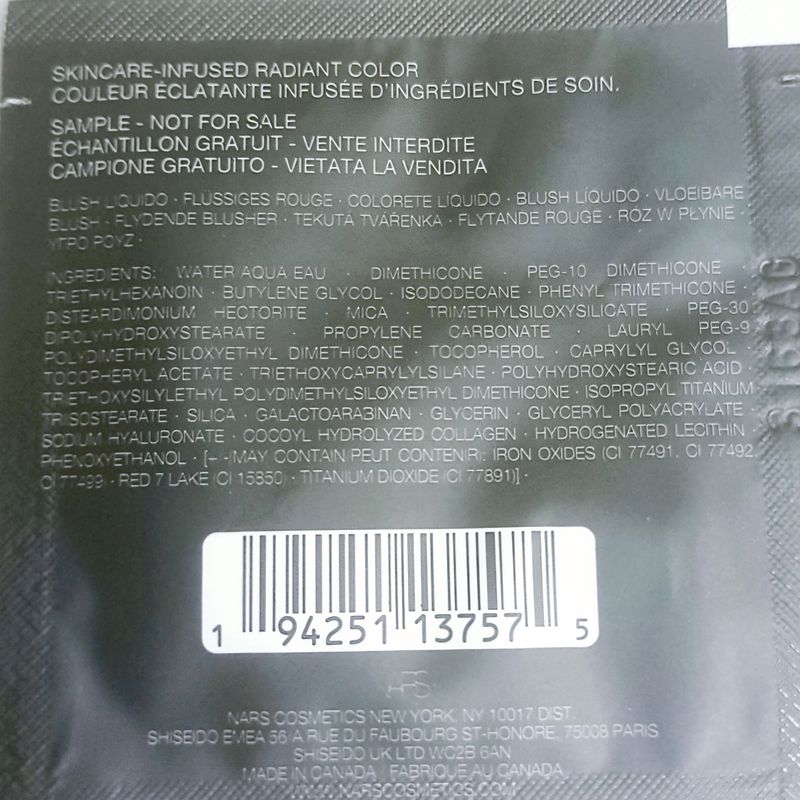 SKINCARE-INFUSED RADIANT COLOR
COULEUR ÉCLATANTE INFUSÉE D'INGRÉDIENTS DE SOIN.
SAMPLE - NOT FOR SALE
ÉCHANTILLON GRATUIT - VENTE INTERDITE
CAMPIONE GRATUITO - VIETATA LA VENDITA
BLUSH LIQUIDO · FLÜSSIGES ROUGE · COLORETE LÍQUIDO · BLUSH LÍQUIDO · VLOEIBARE
BLUSH · FLYDENDE BLUSHER · TEKUTÁ TVÁŘENKA · FLYTANDE ROUGE · RÓŻ W PŁYNIE ·
ΥΓΡΟ ΡΟΥΖ ·
INGREDIENTS: WATER AQUA EAU · DIMETHICONE · PEG-10 DIMETHICONE ·
TRIETHYLHEXANOIN · BUTYLENE GLYCOL · ISODODECANE · PHENYL TRIMETHICONE ·
DISTEARDIMONIUM HECTORITE · MICA · TRIMETHYLSILOXYSILICATE · PEG-30
DIPOLYHYDROXYSTEARATE · PROPYLENE CARBONATE · LAURYL PEG-9
POLYDIMETHYLSILOXYETHYL DIMETHICONE · TOCOPHEROL · CAPRYLYL GLYCOL ·
TOCOPHERYL ACETATE · TRIETHOXYCAPRYLYLSILANE · POLYHYDROXYSTEARIC ACID ·
TRIETHOXYSILYLETHYL POLYDIMETHYLSILOXYETHYL DIMETHICONE · ISOPROPYL TITANIUM
TRIISOSTEARATE · SILICA · GALACTOARABINAN · GLYCERIN · GLYCERYL POLYACRYLATE ·
SODIUM HYALURONATE · COCOYL HYDROLYZED COLLAGEN · HYDROGENATED LECITHIN ·
PHENOXYETHANOL · [+ -(MAY CONTAIN PEUT CONTENIR): IRON OXIDES (CI 77491, CI 77492,
CI 77499) · RED 7 LAKE (CI 15850) · TITANIUM DIOXIDE (CI 77891)] ·
1 94251 13757 5
NARS COSMETICS NEW YORK, NY 10017 DIST.
SHISEIDO EMEA 56 A RUE DU FAUBOURG ST-HONORE, 75008 PARIS
SHISEIDO UK LTD WC2B 6AN
MADE IN CANADA / FABRIQUE AU CANADA
WWW.NARSCOSMETICS.COM